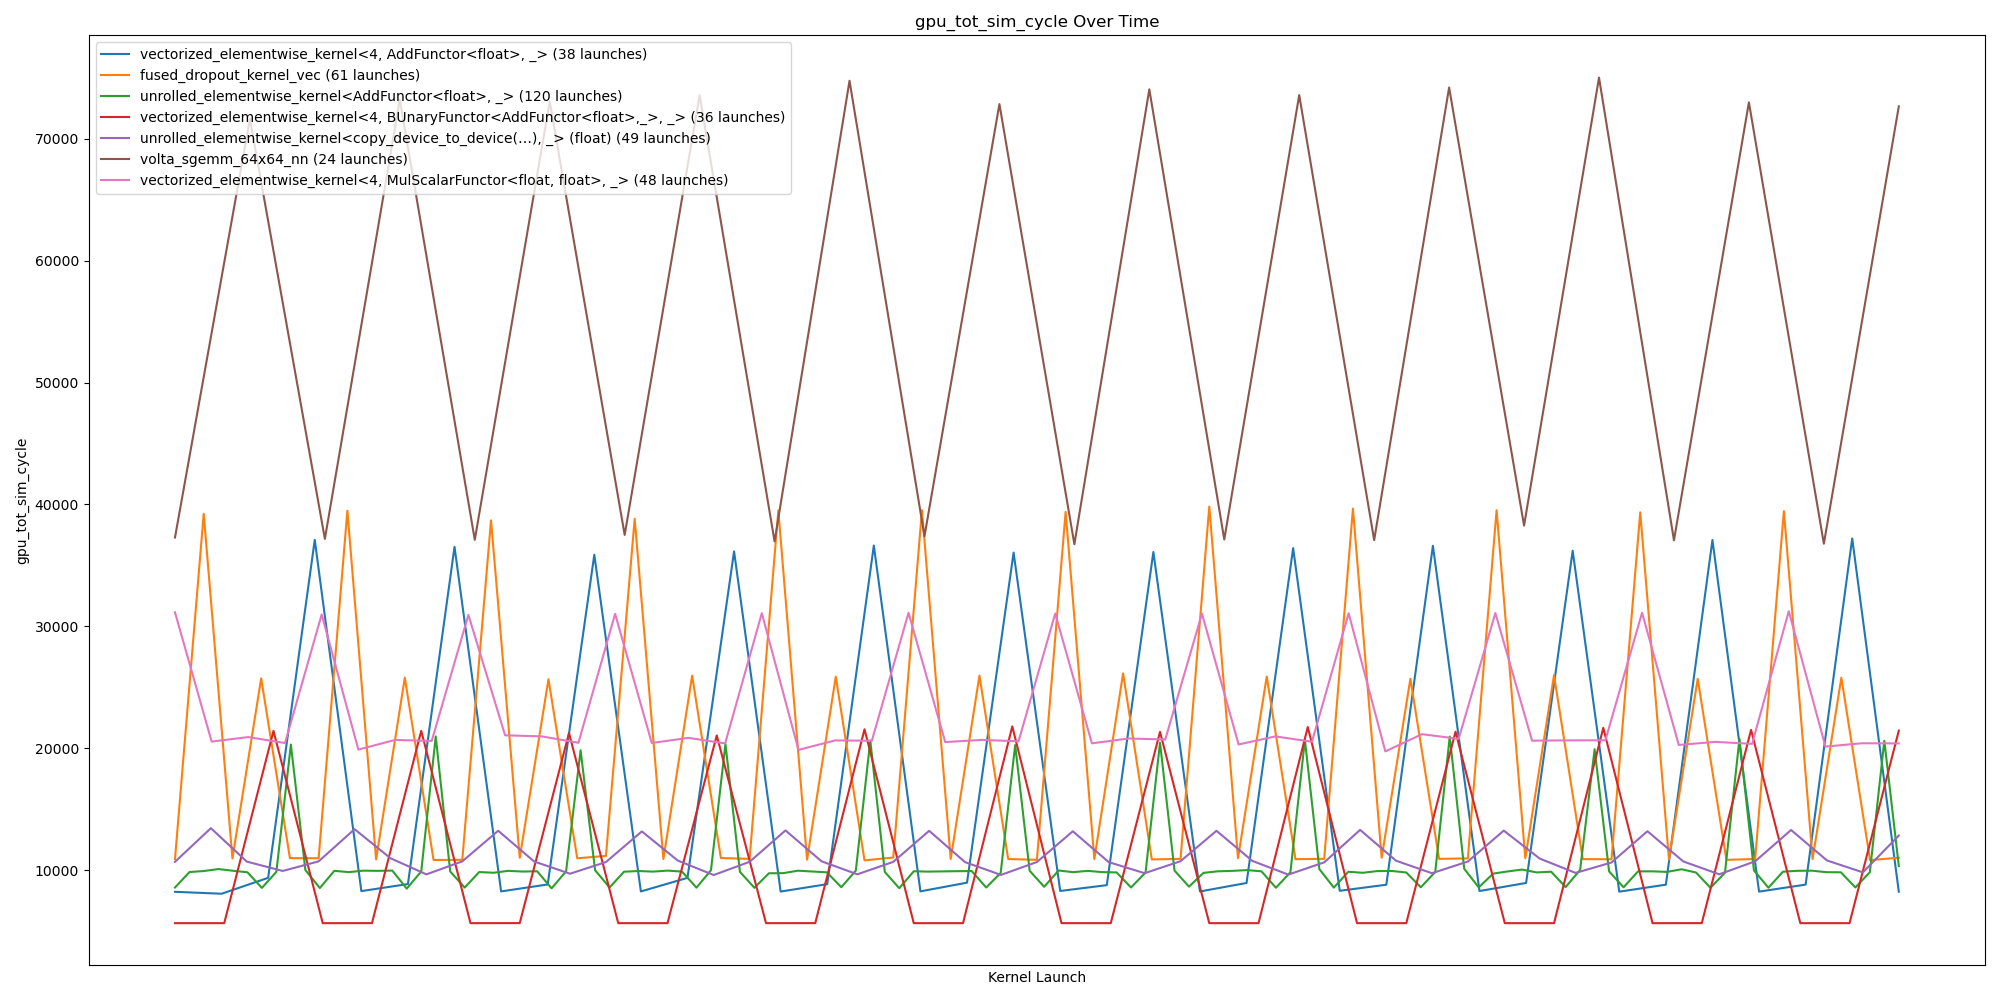 gpu_tot_sim_cycle Over Time
vectorized_elementwise_kernel<4, AddFunctor<float>, _> (38 launches)
fused_dropout_kernel_vec (61 launches)
unrolled_elementwise_kernel<AddFunctor<float>, _> (120 launches)
vectorized_elementwise_kernel<4, BUnaryFunctor<AddFunctor<float>,_>, _> (36 launches)
unrolled_elementwise_kernel<copy_device_to_device(...), _> (float) (49 launches)
volta_sgemm_64x64_nn (24 launches)
vectorized_elementwise_kernel<4, MulScalarFunctor<float, float>, _> (48 launches)
70000
60000
50000
40000
30000
20000
10000
gpu_tot_sim_cycle
Kernel Launch